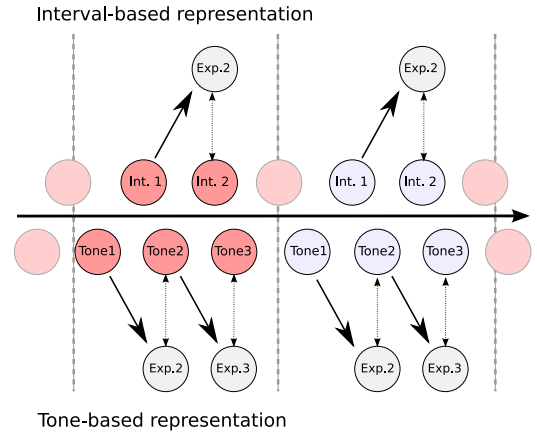 Interval-based representation
Exp.2 Exp.2
Int. 1 Int. 2 Int. 1 Int. 2
Tone1 Tone2 Tone3 Tone1 Tone2 Tone3
Exp.2 Exp.3 Exp.2 Exp.3
Tone-based representation